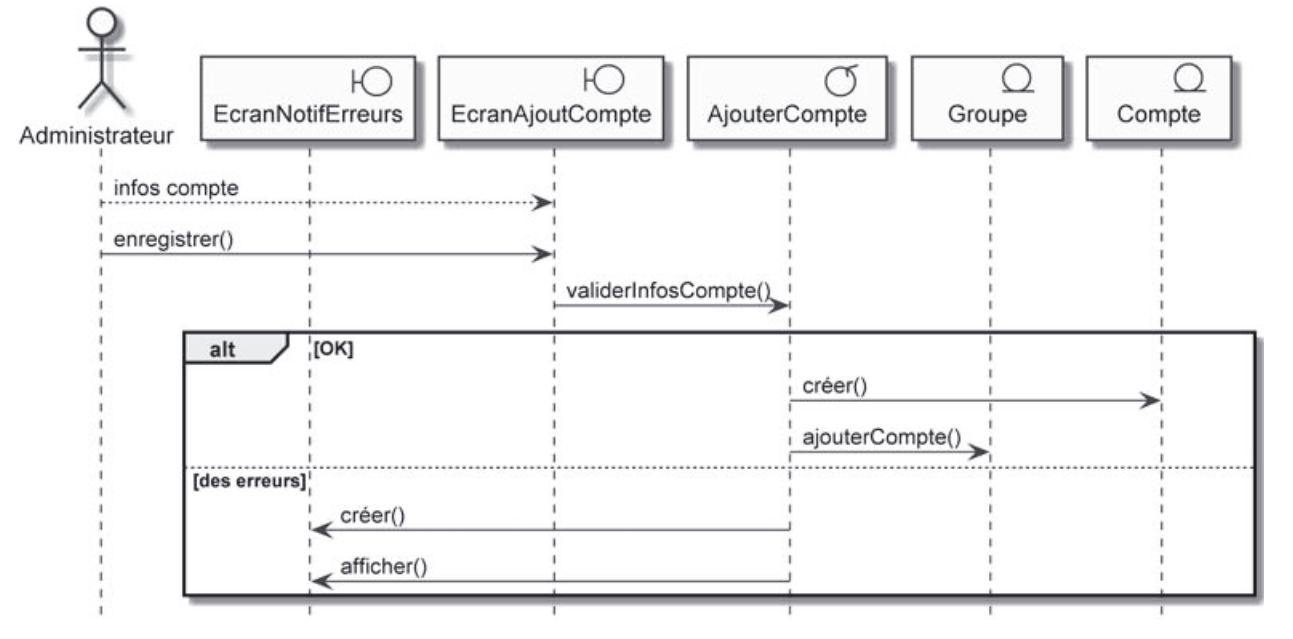 Administrateur
EcranNotifErreurs
EcranAjoutCompte
AjouterCompte
Groupe
Compte
infos compte
enregistrer()
validerInfosCompte()
alt
[OK]
créer()
ajouterCompte()
[des erreurs]
créer()
afficher()